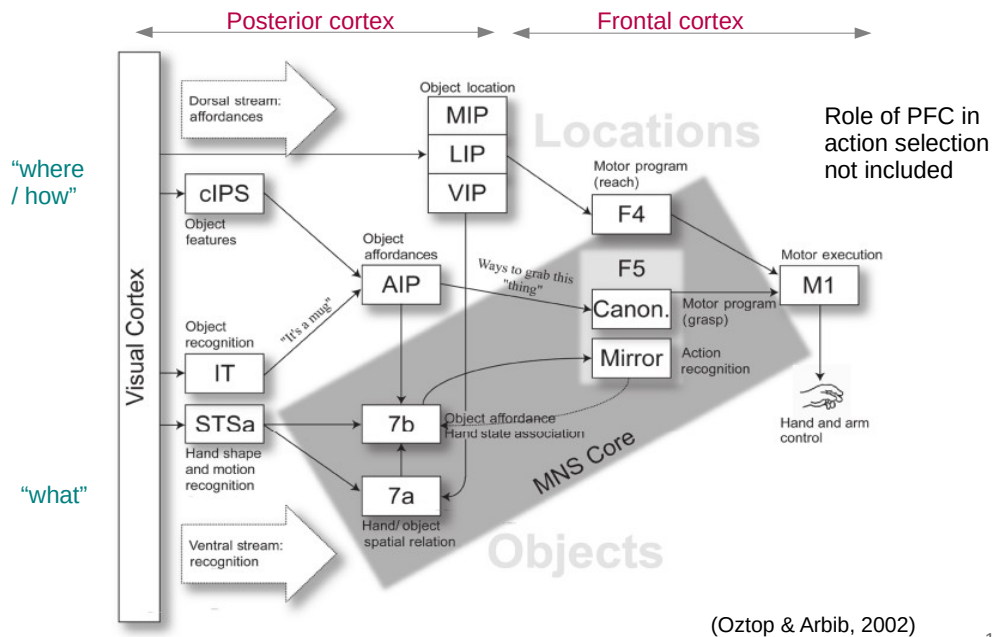 Posterior cortex
Frontal cortex
Dorsal stream:
affordances
Object location
MIP
LIP
VIP
Locations
Role of PFC in
action selection
not included
"where
/ how"
cIPS
Object
features
Motor program
(reach)
F4
Object
affordances
AIP
Ways to grab this
"thing"
F5
Canon.
Motor program
(grasp)
Motor execution
M1
Visual Cortex
"It's a mug"
Object
recognition
IT
Mirror
Action
recognition
STSa
Hand shape
and motion
recognition
7b
Object affordance
Hand state association
Hand and arm
control
MNS Core
"what"
7a
Hand/ object
spatial relation
Ventral stream:
recognition
Objects
(Oztop & Arbib, 2002)